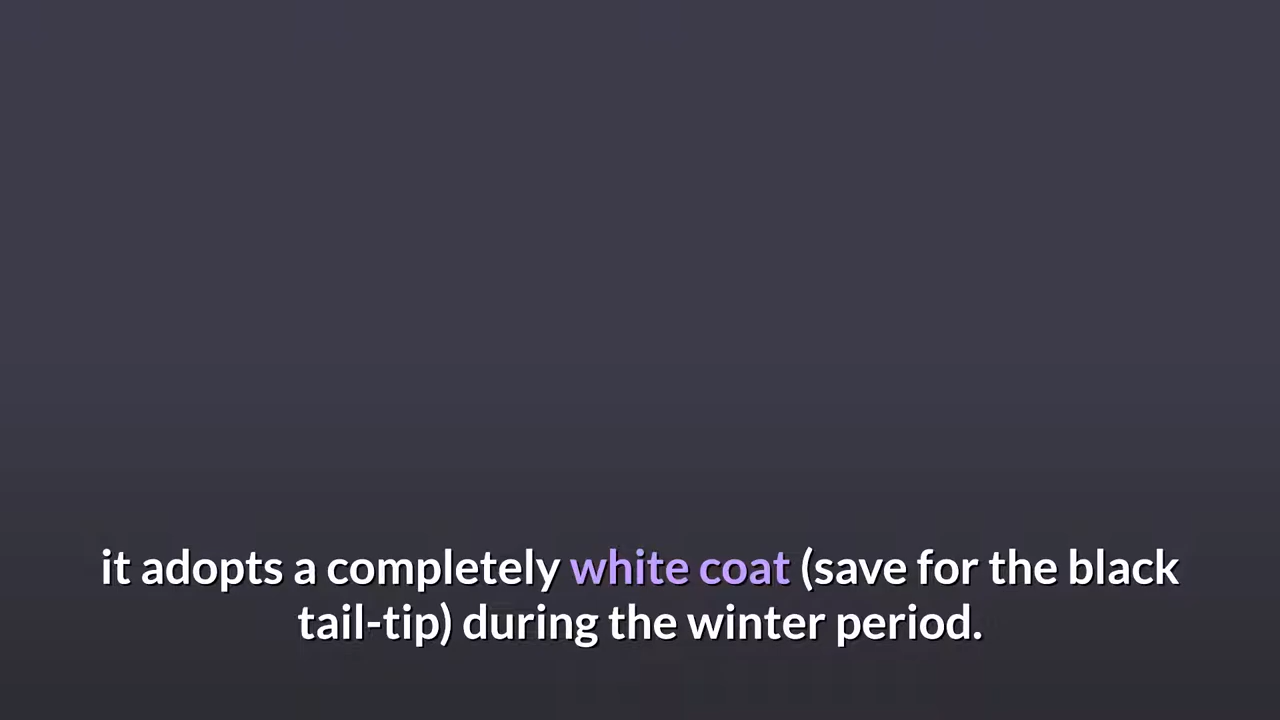 it adopts a completely white coat (save for the black
tail-tip) during the winter period.